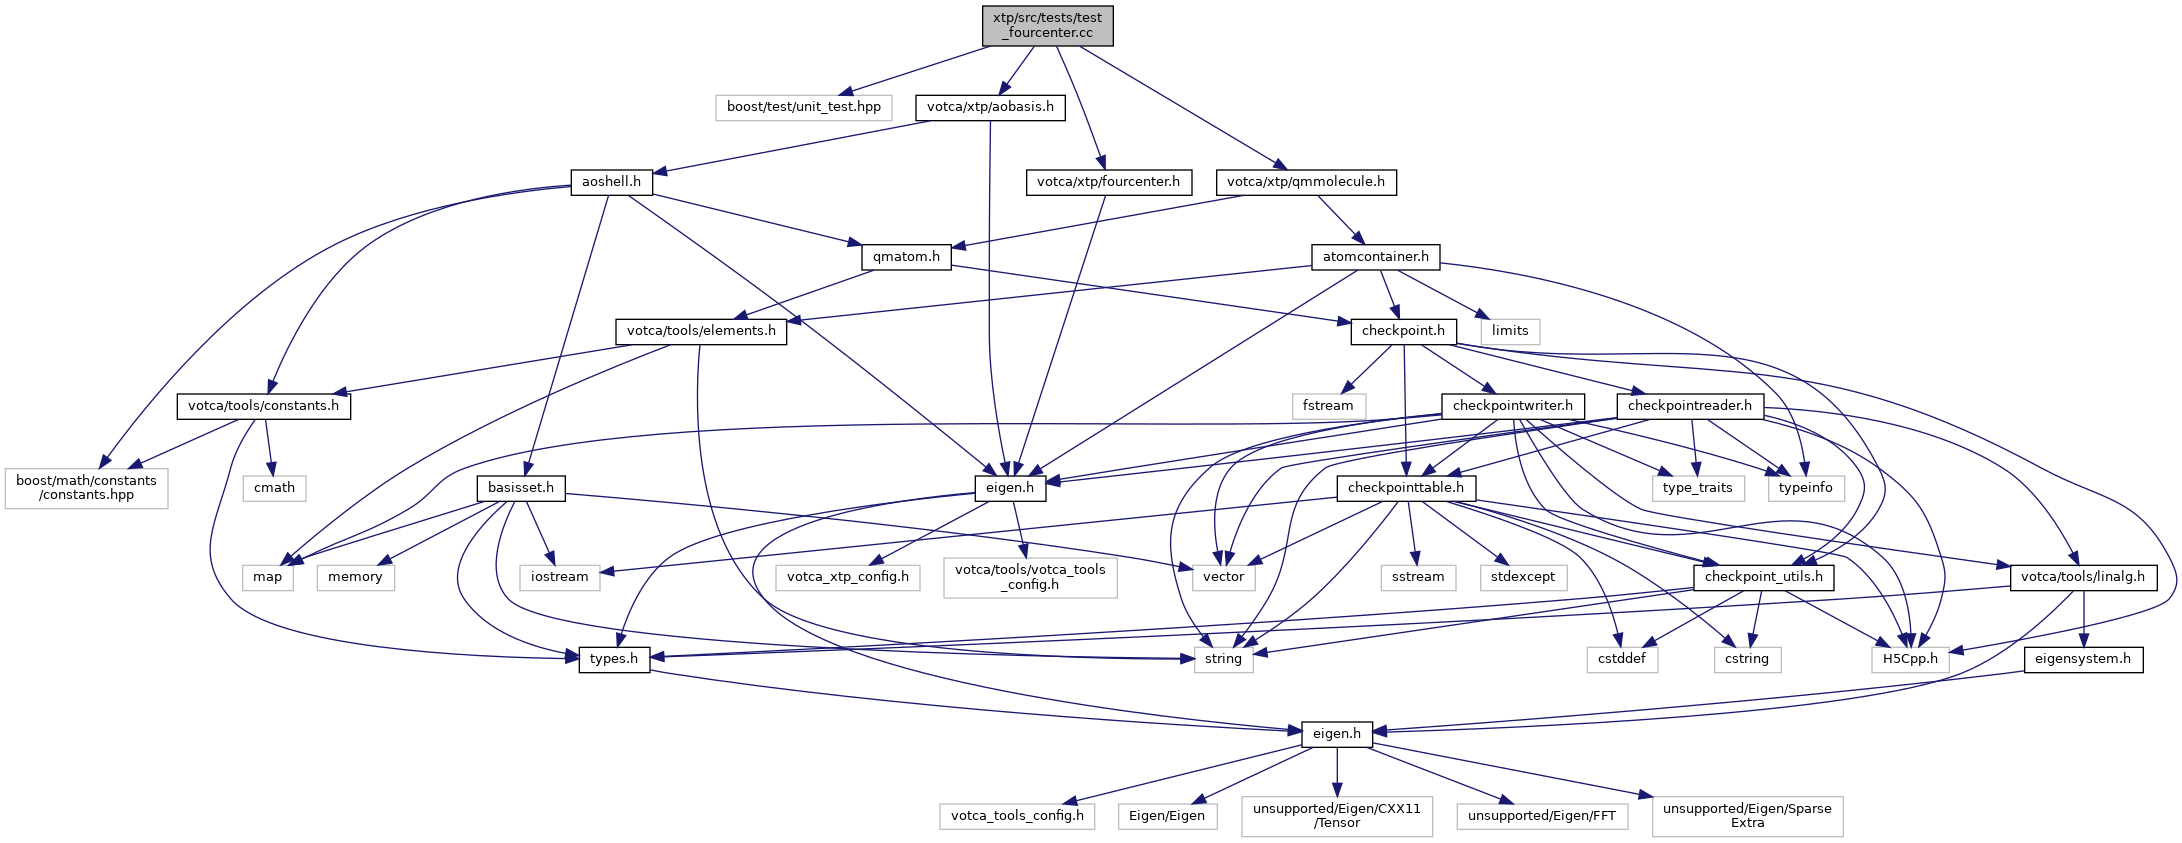 xtp/src/tests/test
_fourcenter.cc
boost/test/unit_test.hpp
votca/xtp/aobasis.h
aoshell.h
votca/xtp/fourcenter.h
votca/xtp/qmmolecule.h
qmatom.h
atomcontainer.h
votca/tools/elements.h
checkpoint.h
limits
votca/tools/constants.h
fstream
checkpointwriter.h
checkpointreader.h
boost/math/constants
/constants.hpp
cmath
basisset.h
eigen.h
checkpointtable.h
type_traits
typeinfo
map
memory
iostream
votca_xtp_config.h
votca/tools/votca_tools
_config.h
vector
sstream
stdexcept
checkpoint_utils.h
votca/tools/linalg.h
types.h
string
cstddef
cstring
H5Cpp.h
eigensystem.h
eigen.h
votca_tools_config.h
Eigen/Eigen
unsupported/Eigen/CXX11
/Tensor
unsupported/Eigen/FFT
unsupported/Eigen/Sparse
Extra